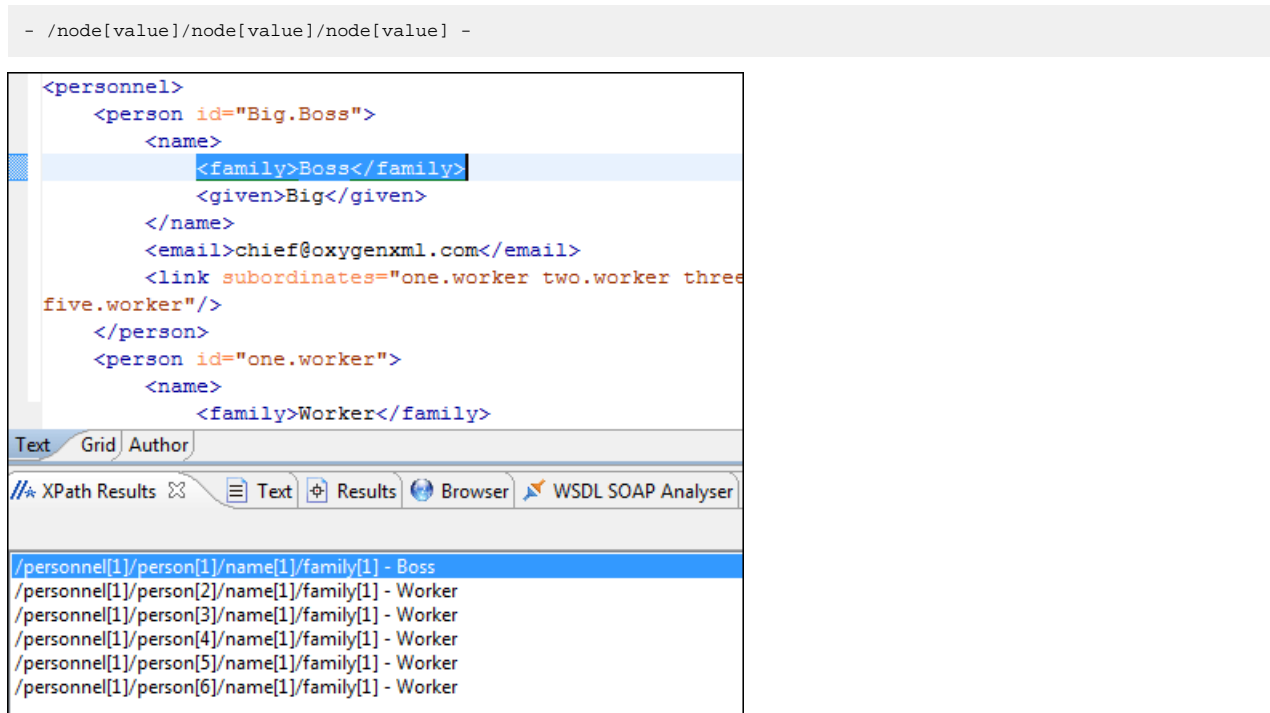 - /node[value]/node[value]/node[value] -
<personnel>
<person id="Big.Boss">
<name>
<family>Boss</family>
<given>Big</given>
</name>
<email>chief@oxygenxml.com</email>
<link subordinates="one.worker two.worker three
five.worker"/>
</person>
<person id="one.worker">
<name>
<family>Worker</family>
Text Grid Author
XPath Results Text Results Browser WSDL SOAP Analyser
/personnel[1]/person[1]/name[1]/family[1] - Boss
/personnel[1]/person[2]/name[1]/family[1] - Worker
/personnel[1]/person[3]/name[1]/family[1] - Worker
/personnel[1]/person[4]/name[1]/family[1] - Worker
/personnel[1]/person[5]/name[1]/family[1] - Worker
/personnel[1]/person[6]/name[1]/family[1] - Worker